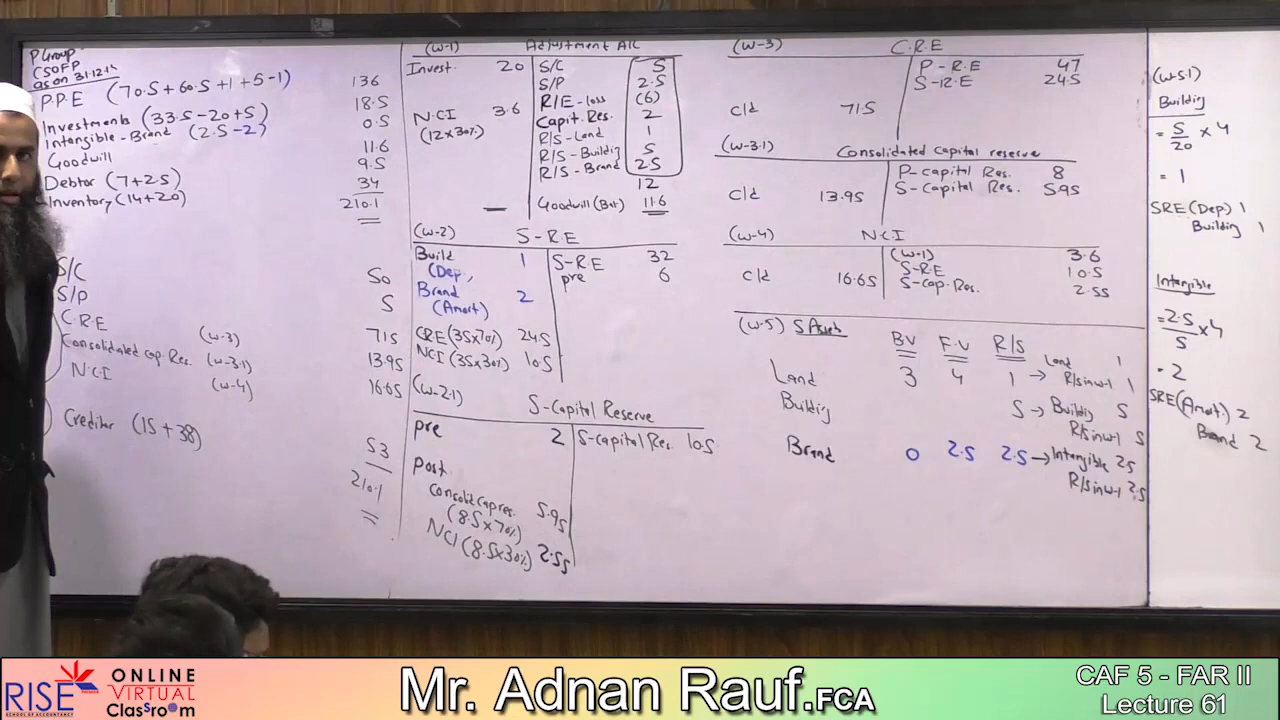 P Group
CSOFP
as on 31.12.14
P.P.E (70.5 + 60.5 + 1 + 5 - 1) 136
Investments (33.5 - 20 + 5) 18.5
Intangible - Brand (2.5 - 2) 0.5
Goodwill 11.6
Debtor (7 + 2.5) 9.5
Inventory (14 + 20) 34
210.1
S/C 50
S/P 5
C.R.E (w-3) 71.5
Consolidated cap. Res. (w-3.1) 13.95
N.C.I (w-4) 16.65
Creditor (15 + 38) 53
210.1
(w-1) Adjustment A/C
Invest. 20 S/C 5
S/P 2.5
R/E - loss (6)
NCI 3.6 Capit. Res. 2
(12 x 30%) R/S - Land 1
R/S - Building 5
R/S - Brand 2.5
12
Goodwill (Bal) 11.6
(w-2) S - R E
Build 1 S - R E 32
(Dep, pre 6
Brand 2
(Amort)
CRE (35 x 70%) 24.5
NCI (35 x 30%) 10.5
(w-2.1) S - Capital Reserve
pre 2 S - capital Res. 10.5
post
consolid cap res. 5.95
(8.5 x 70%)
NCI (8.5 x 30%) 2.55
(w-3) C.R.E
P - R.E 47
S - R.E 24.5
c/d 71.5
(w-3.1) Consolidated capital reserve
P - capital Res. 8
S - capital Res. 5.95
c/d 13.95
(w-4) NCI
(w-1) 3.6
S-RE 10.5
S-cap. Res. 2.55
c/d 16.65
(w-5) S Assets
B.V F.V R/S
Land 3 4 1 → Land 1
R/S in w-1 1
Building 5 → Building 5
R/S in w-1 5
Brand 0 2.5 2.5 → Intangible 2.5
R/S in w-1 2.5
(w-5.1)
Building
= 5/20 x 4
= 1
SRE (Dep) 1
Building 1
Intangible
= 2.5/5 x 4
= 2
SRE (Amort) 2
Brand 2
RISE
SCHOOL OF ACCOUNTANCY
ONLINE
VIRTUAL
Classroom
Mr. Adnan Rauf.FCA
CAF 5 - FAR II
Lecture 61